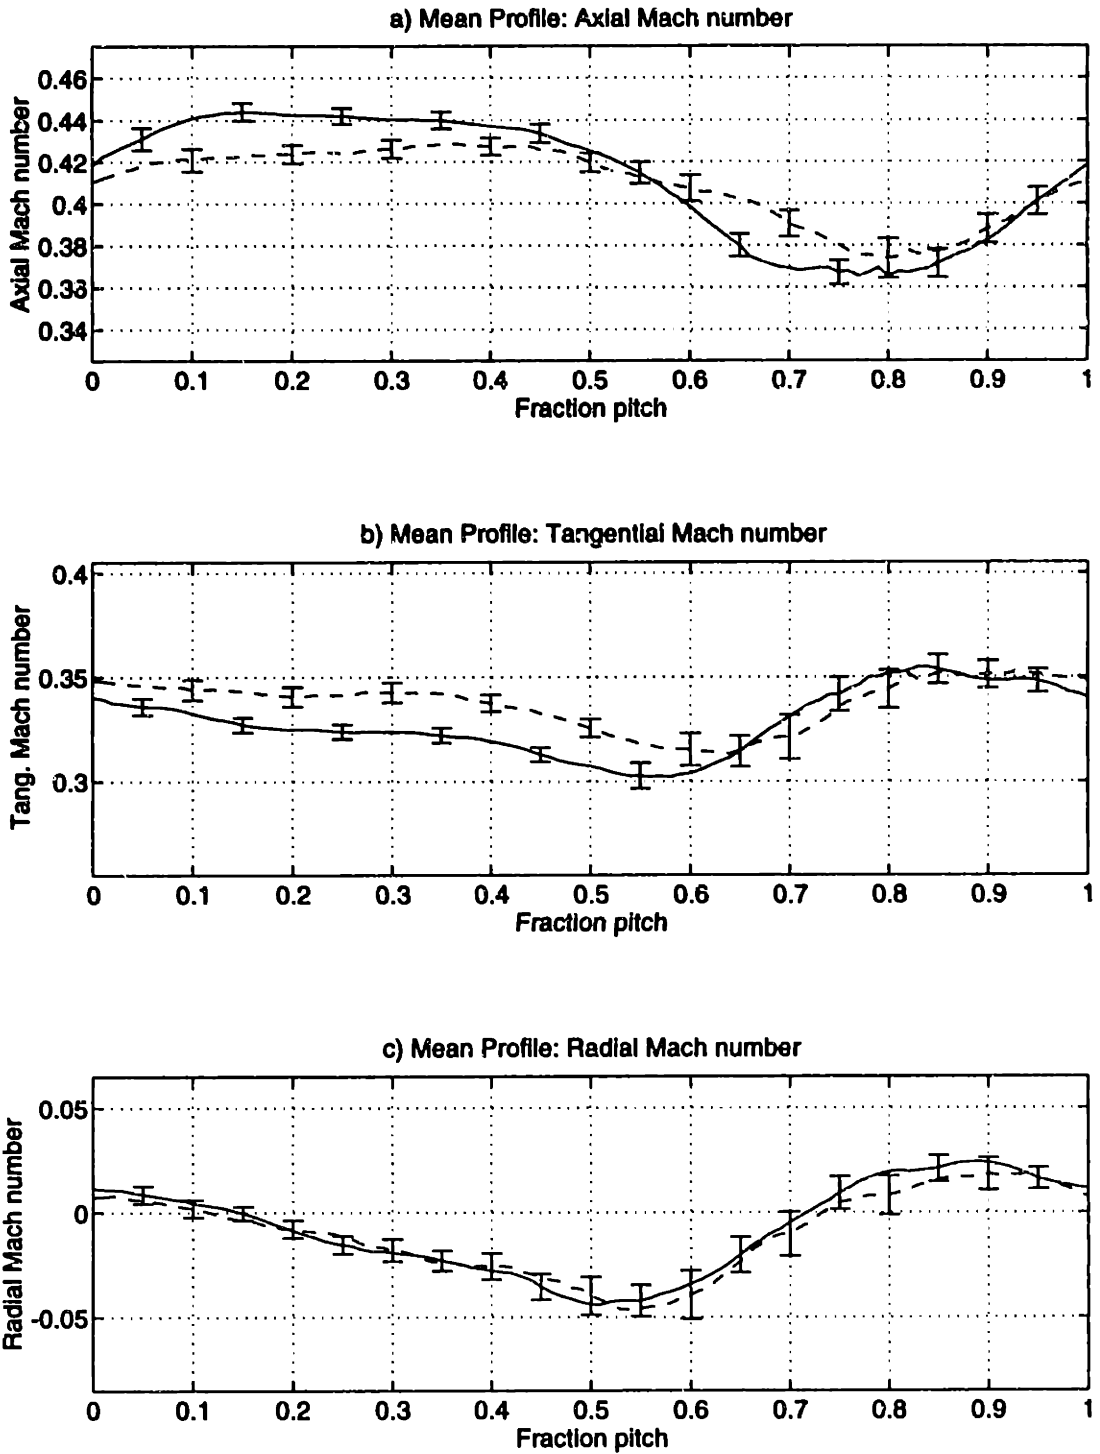 a) Mean Profile: Axial Mach number
Axial Mach number
0.46
0.44
0.42
0.4
0.38
0.33
0.34
0 0.1 0.2 0.3 0.4 0.5 0.6 0.7 0.8 0.9 1
Fraction pitch
b) Mean Profile: Tangential Mach number
Tang. Mach number
0.4
0.35
0.3
0 0.1 0.2 0.3 0.4 0.5 0.6 0.7 0.8 0.9 1
Fraction pitch
c) Mean Profile: Radial Mach number
Radial Mach number
0.05
0
-0.05
0 0.1 0.2 0.3 0.4 0.5 0.6 0.7 0.8 0.9 1
Fraction pitch